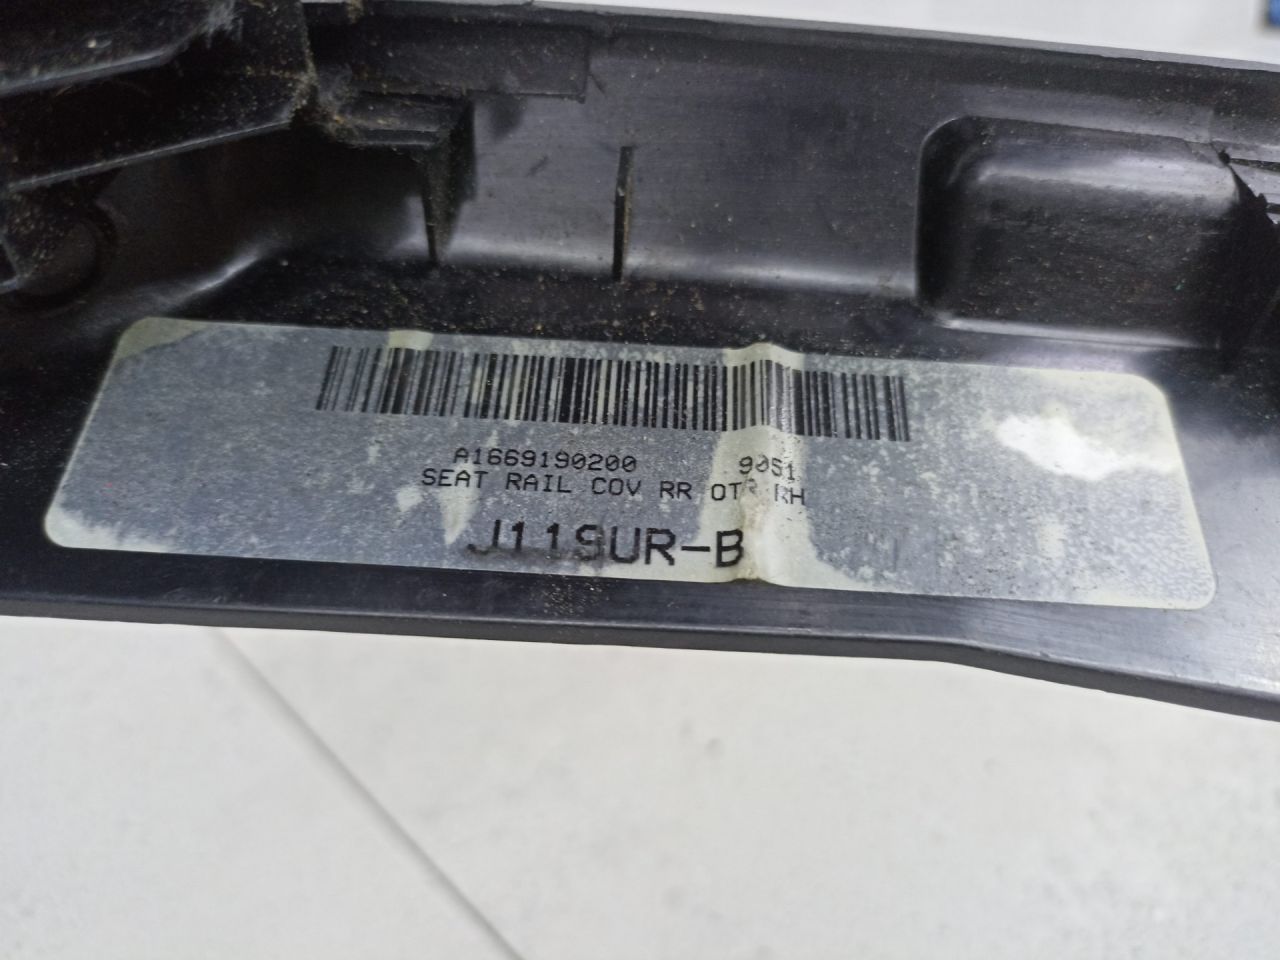 A1669190200 9051
SEAT RAIL COV RR OTR RH
J119UR-B